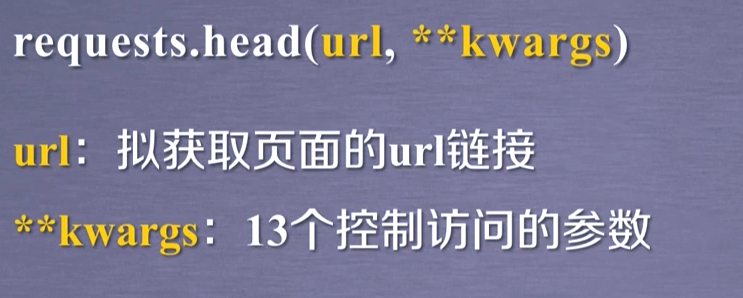 requests.head(url, **kwargs)
url：拟获取页面的url链接
**kwargs：13个控制访问的参数